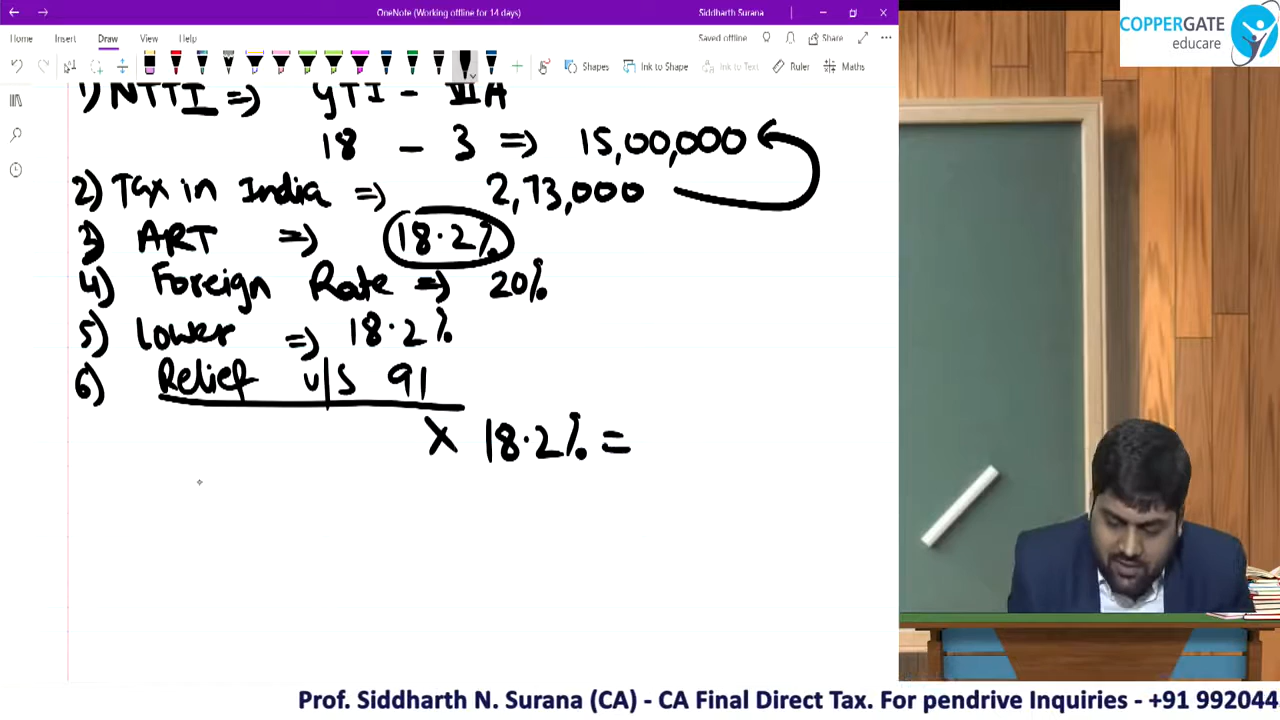 OneNote (Working offline for 14 days)
Siddharth Surana
Home Insert Draw View Help
Saved offline
Share
Shapes
Ink to Shape
Ink to Text
Ruler
Maths
COPPERGATE
educare
1) NTTI => GTI - VIA
18 - 3 => 15,00,000
2) Tax in India => 2,73,000
3) ART => 18.2%
4) Foreign Rate => 20%
5) Lower => 18.2%
6) Relief u/s 91
X 18.2% =
Prof. Siddharth N. Surana (CA) - CA Final Direct Tax. For pendrive Inquiries - +91 992044